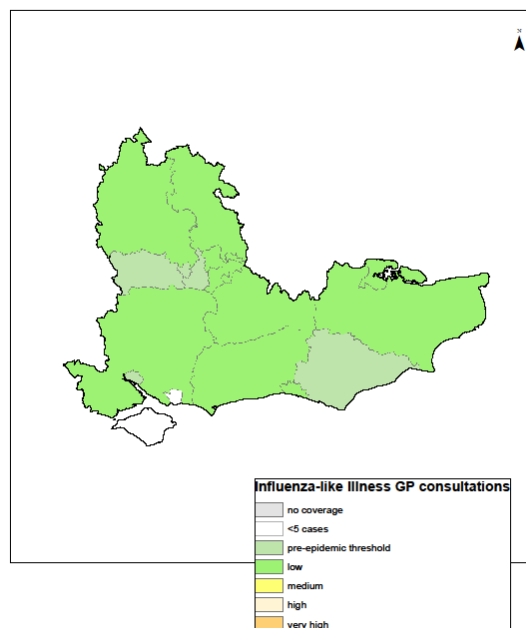 N
Influenza-like Illness GP consultations
no coverage
<5 cases
pre-epidemic threshold
low
medium
high
very high